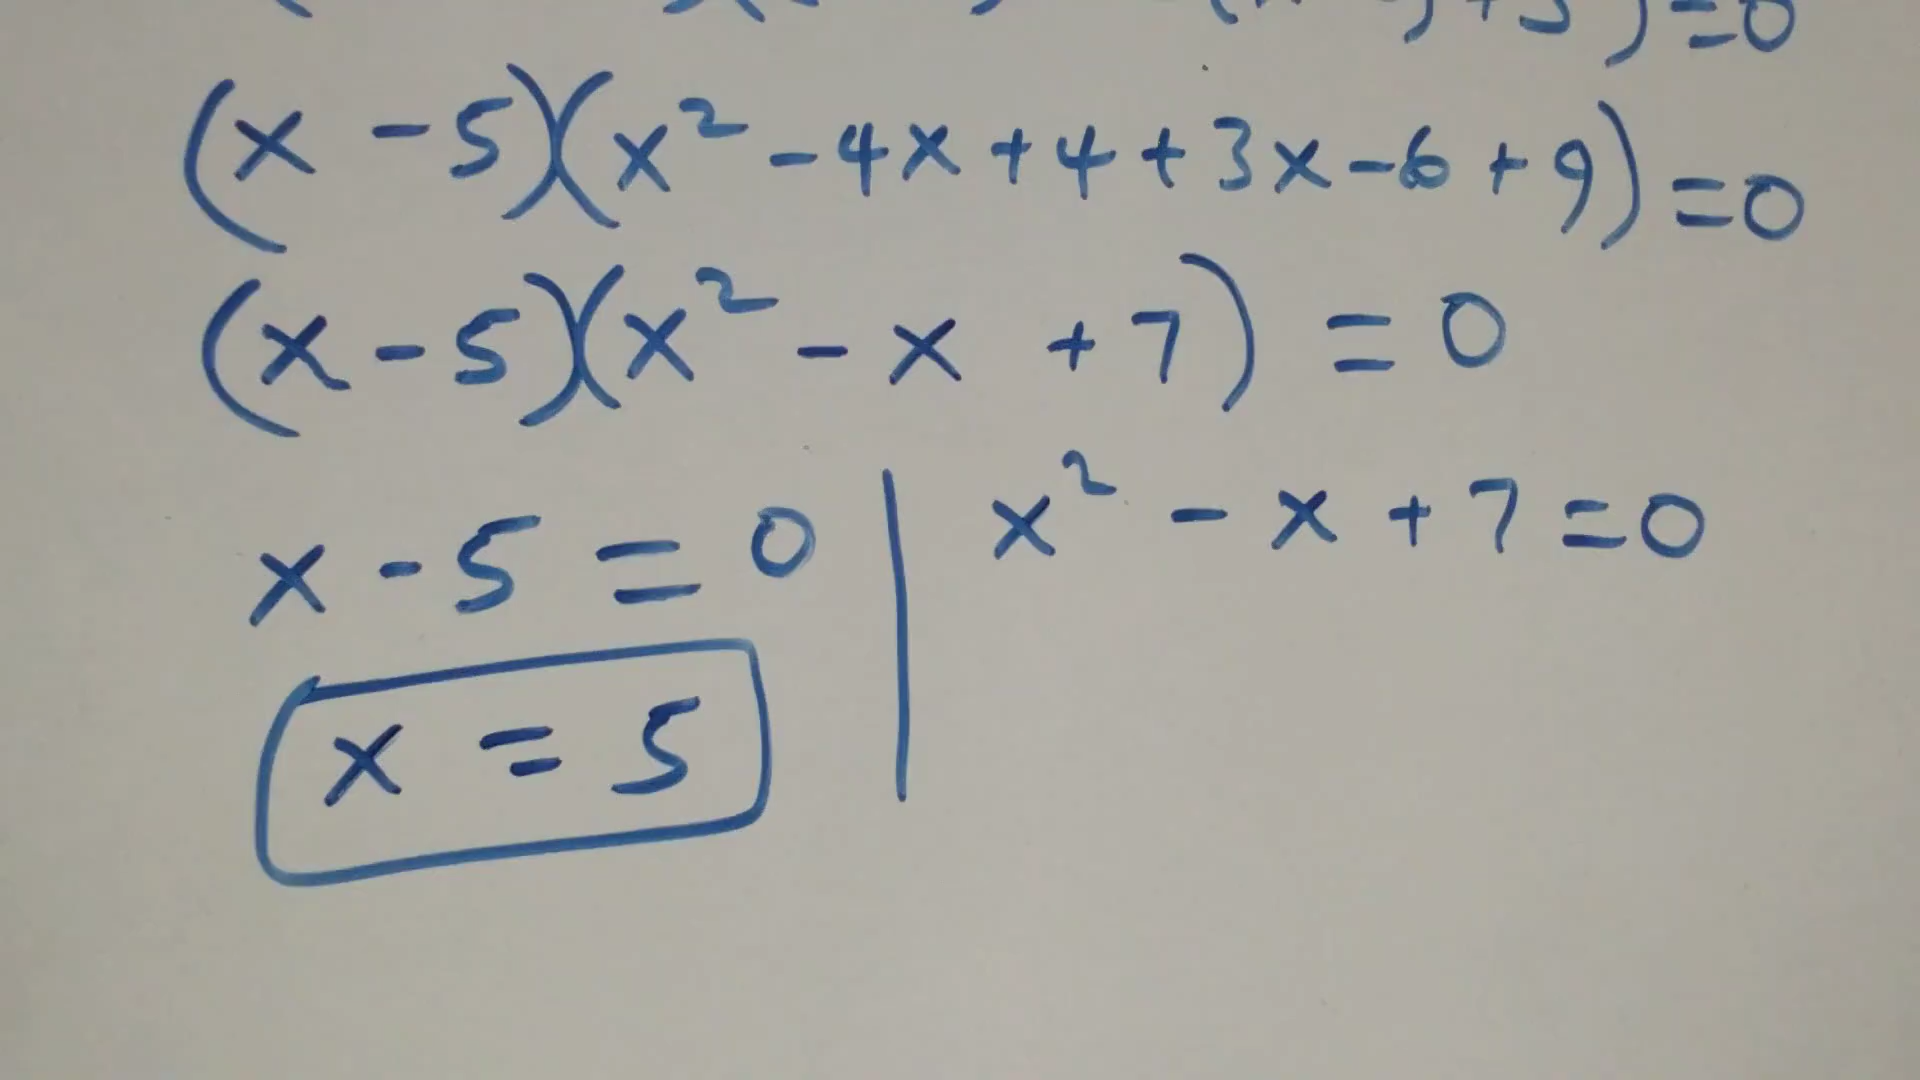 (x - 5)(x² - 4x + 4 + 3x - 6 + 9) = 0
(x - 5)(x² - x + 7) = 0
x - 5 = 0
x = 5
x² - x + 7 = 0